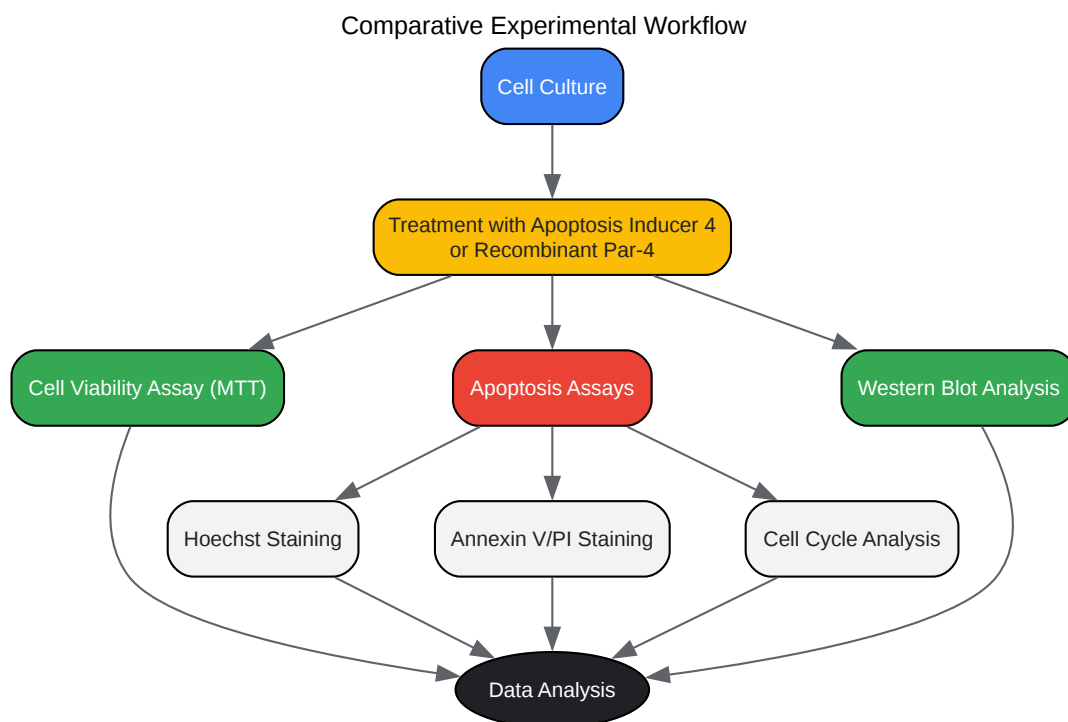 Comparative Experimental Workflow
Cell Culture
Treatment with Apoptosis Inducer 4
or Recombinant Par-4
Cell Viability Assay (MTT)
Apoptosis Assays
Western Blot Analysis
Hoechst Staining
Annexin V/PI Staining
Cell Cycle Analysis
Data Analysis